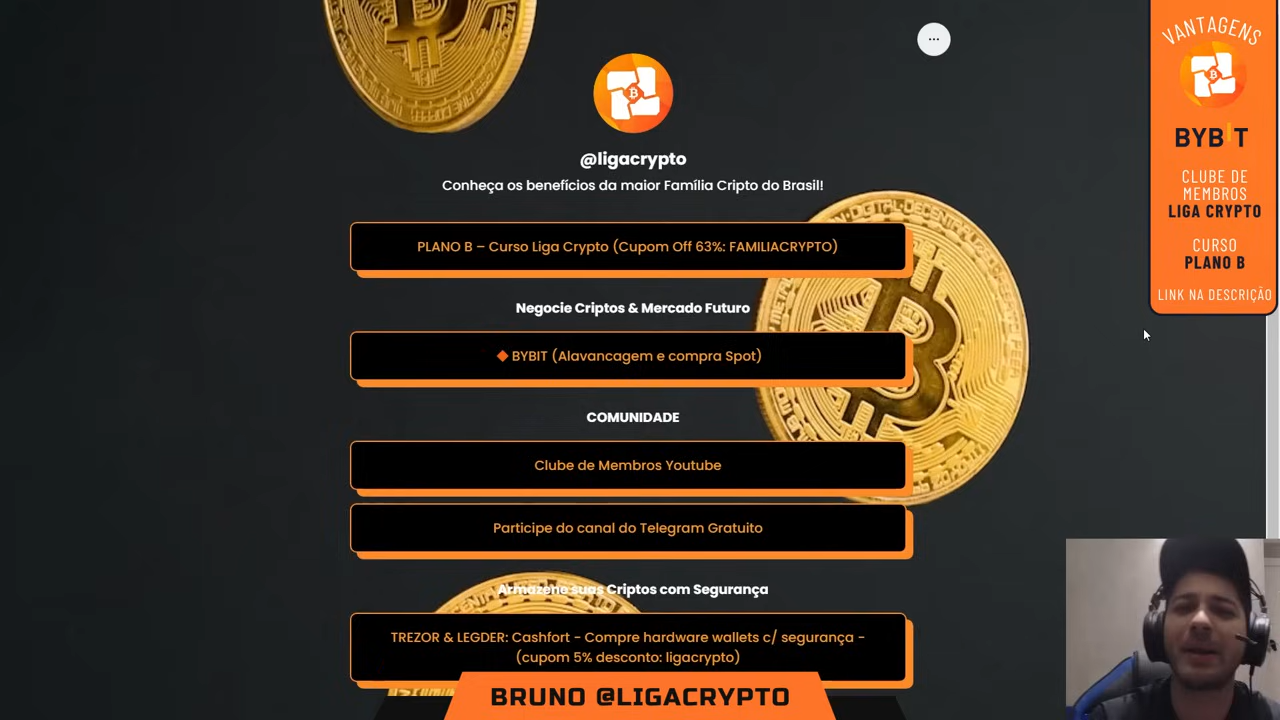 ...
@ligacrypto
Conheça os benefícios da maior Família Cripto do Brasil!
PLANO B – Curso Liga Crypto (Cupom Off 63%: FAMILIACRYPTO)
Negocie Criptos & Mercado Futuro
🔶 BYBIT (Alavancagem e compra Spot)
COMUNIDADE
Clube de Membros Youtube
Participe do canal do Telegram Gratuito
Armazene suas Criptos com Segurança
TREZOR & LEGDER: Cashfort - Compre hardware wallets c/ segurança -
(cupom 5% desconto: ligacrypto)
BRUNO @LIGACRYPTO
VANTAGENS
BYBIT
CLUBE DE
MEMBROS
LIGA CRYPTO
CURSO
PLANO B
LINK NA DESCRIÇÃO